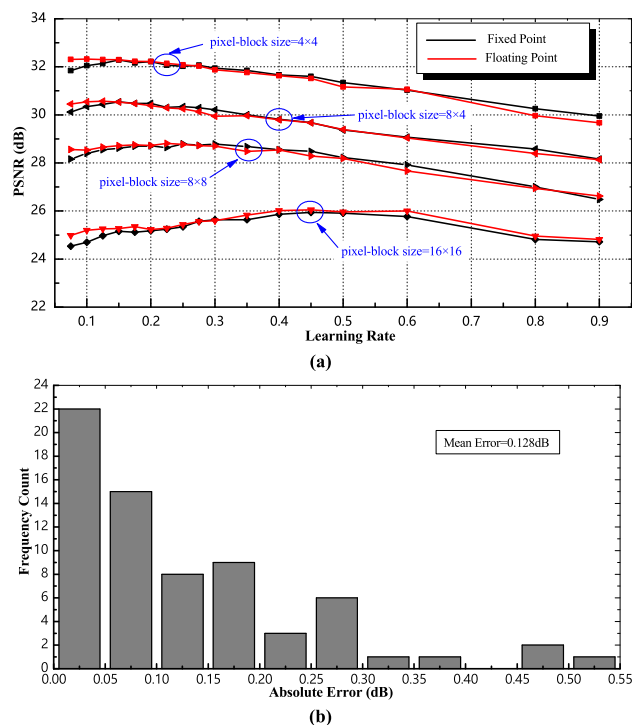 34
32
30
28
26
24
22
PSNR (dB)
pixel-block size=4×4
Fixed Point
Floating Point
pixel-block size=8×4
pixel-block size=8×8
pixel-block size=16×16
0.1 0.2 0.3 0.4 0.5 0.6 0.7 0.8 0.9
Learning Rate
(a)
24
22
20
18
16
14
12
10
8
6
4
2
0
Frequency Count
Mean Error=0.128dB
0.00 0.05 0.10 0.15 0.20 0.25 0.30 0.35 0.40 0.45 0.50 0.55
Absolute Error (dB)
(b)